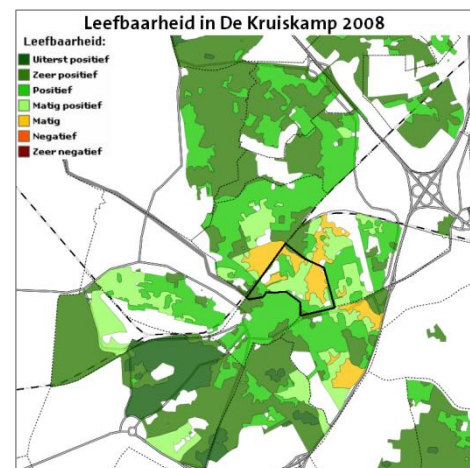 Leefbaarheid in De Kruiskamp 2008
Leefbaarheid:
Uiterst positief
Zeer positief
Positief
Matig positief
Matig
Negatief
Zeer negatief